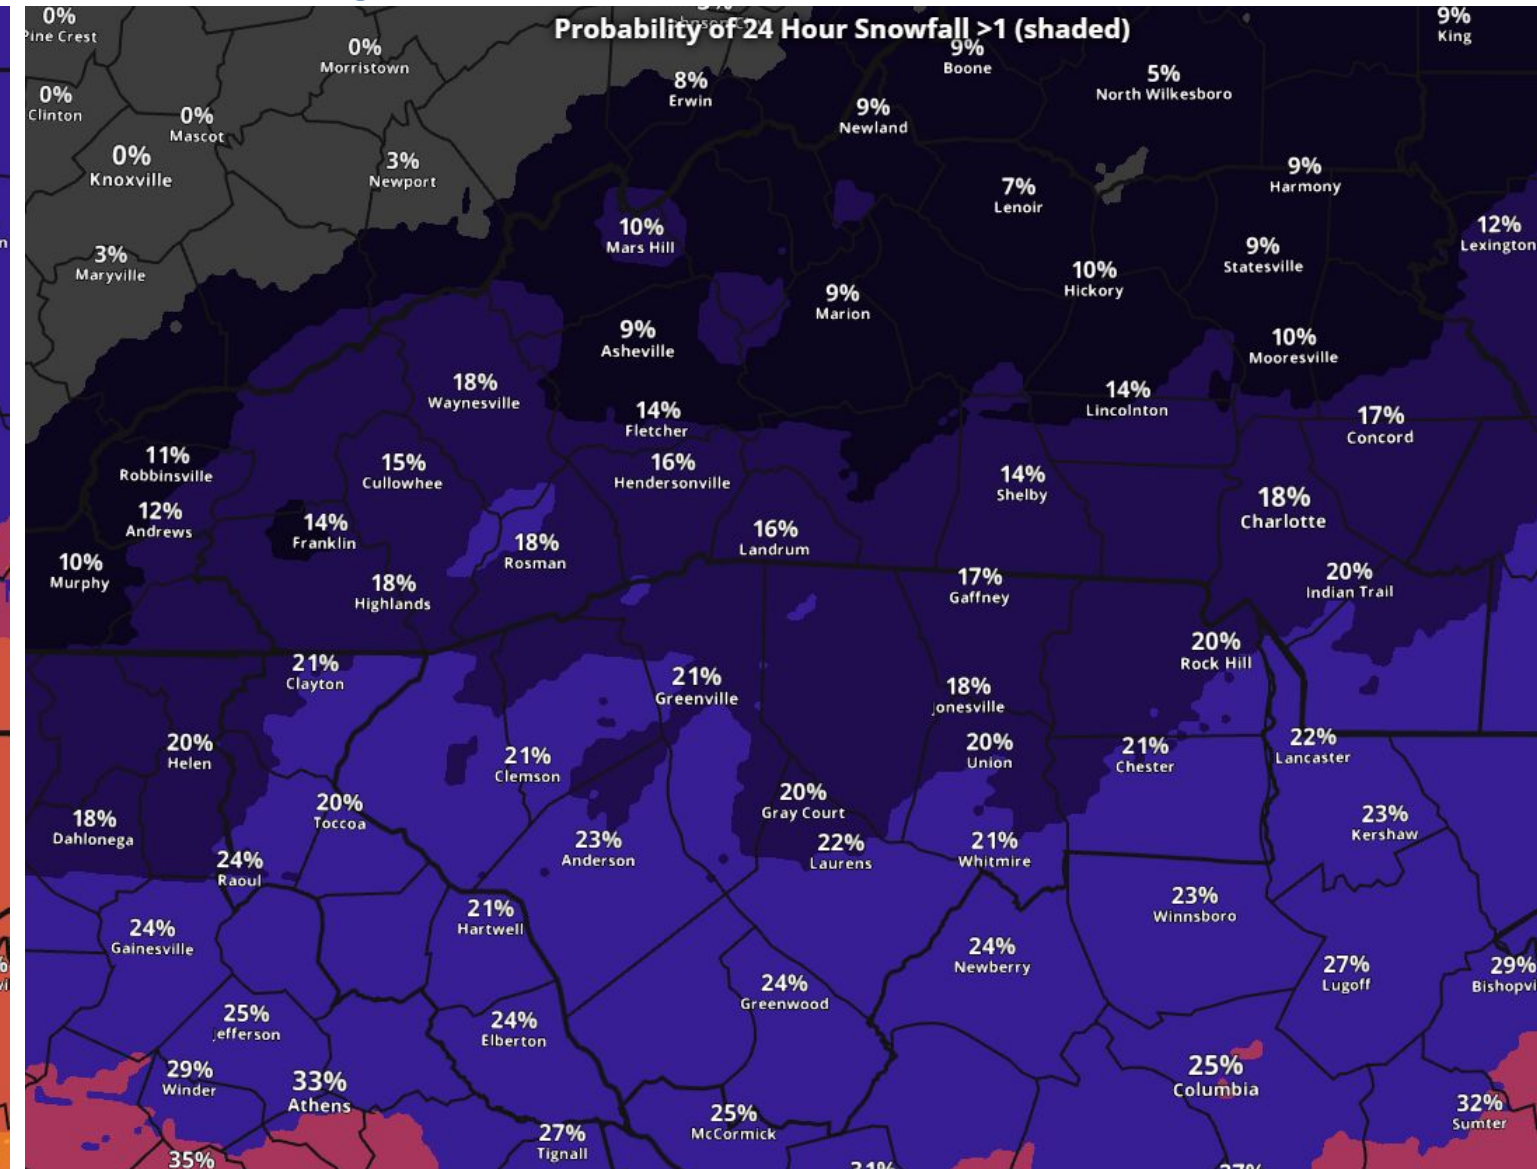 Probability of 24 Hour Snowfall >1 (shaded)
0%
Pine Crest
0%
Morristown
9%
Boone
9%
King
8%
Erwin
5%
North Wilkesboro
0%
Clinton
0%
Mascot
9%
Newland
0%
Knoxville
3%
Newport
7%
Lenoir
9%
Harmony
10%
Mars Hill
12%
Lexington
3%
Maryville
9%
Statesville
10%
Hickory
9%
Marion
9%
Asheville
10%
Mooresville
18%
Waynesville
14%
Lincolnton
14%
Fletcher
17%
Concord
11%
Robbinsville
15%
Cullowhee
16%
Hendersonville
14%
Shelby
18%
Charlotte
12%
Andrews
14%
Franklin
18%
Rosman
16%
Landrum
10%
Murphy
18%
Highlands
17%
Gaffney
20%
Indian Trail
20%
Rock Hill
21%
Clayton
21%
Greenville
18%
Jonesville
20%
Helen
21%
Clemson
20%
Union
21%
Chester
22%
Lancaster
18%
Dahlonega
20%
Toccoa
20%
Gray Court
23%
Kershaw
24%
Raoul
23%
Anderson
22%
Laurens
21%
Whitmire
24%
Gainesville
21%
Hartwell
23%
Winnsboro
24%
Newberry
24%
Greenwood
27%
Lugoff
29%
Bishopvi
25%
Jefferson
24%
Elberton
29%
Winder
33%
Athens
25%
Columbia
25%
McCormick
32%
Sumter
27%
Tignall
35%